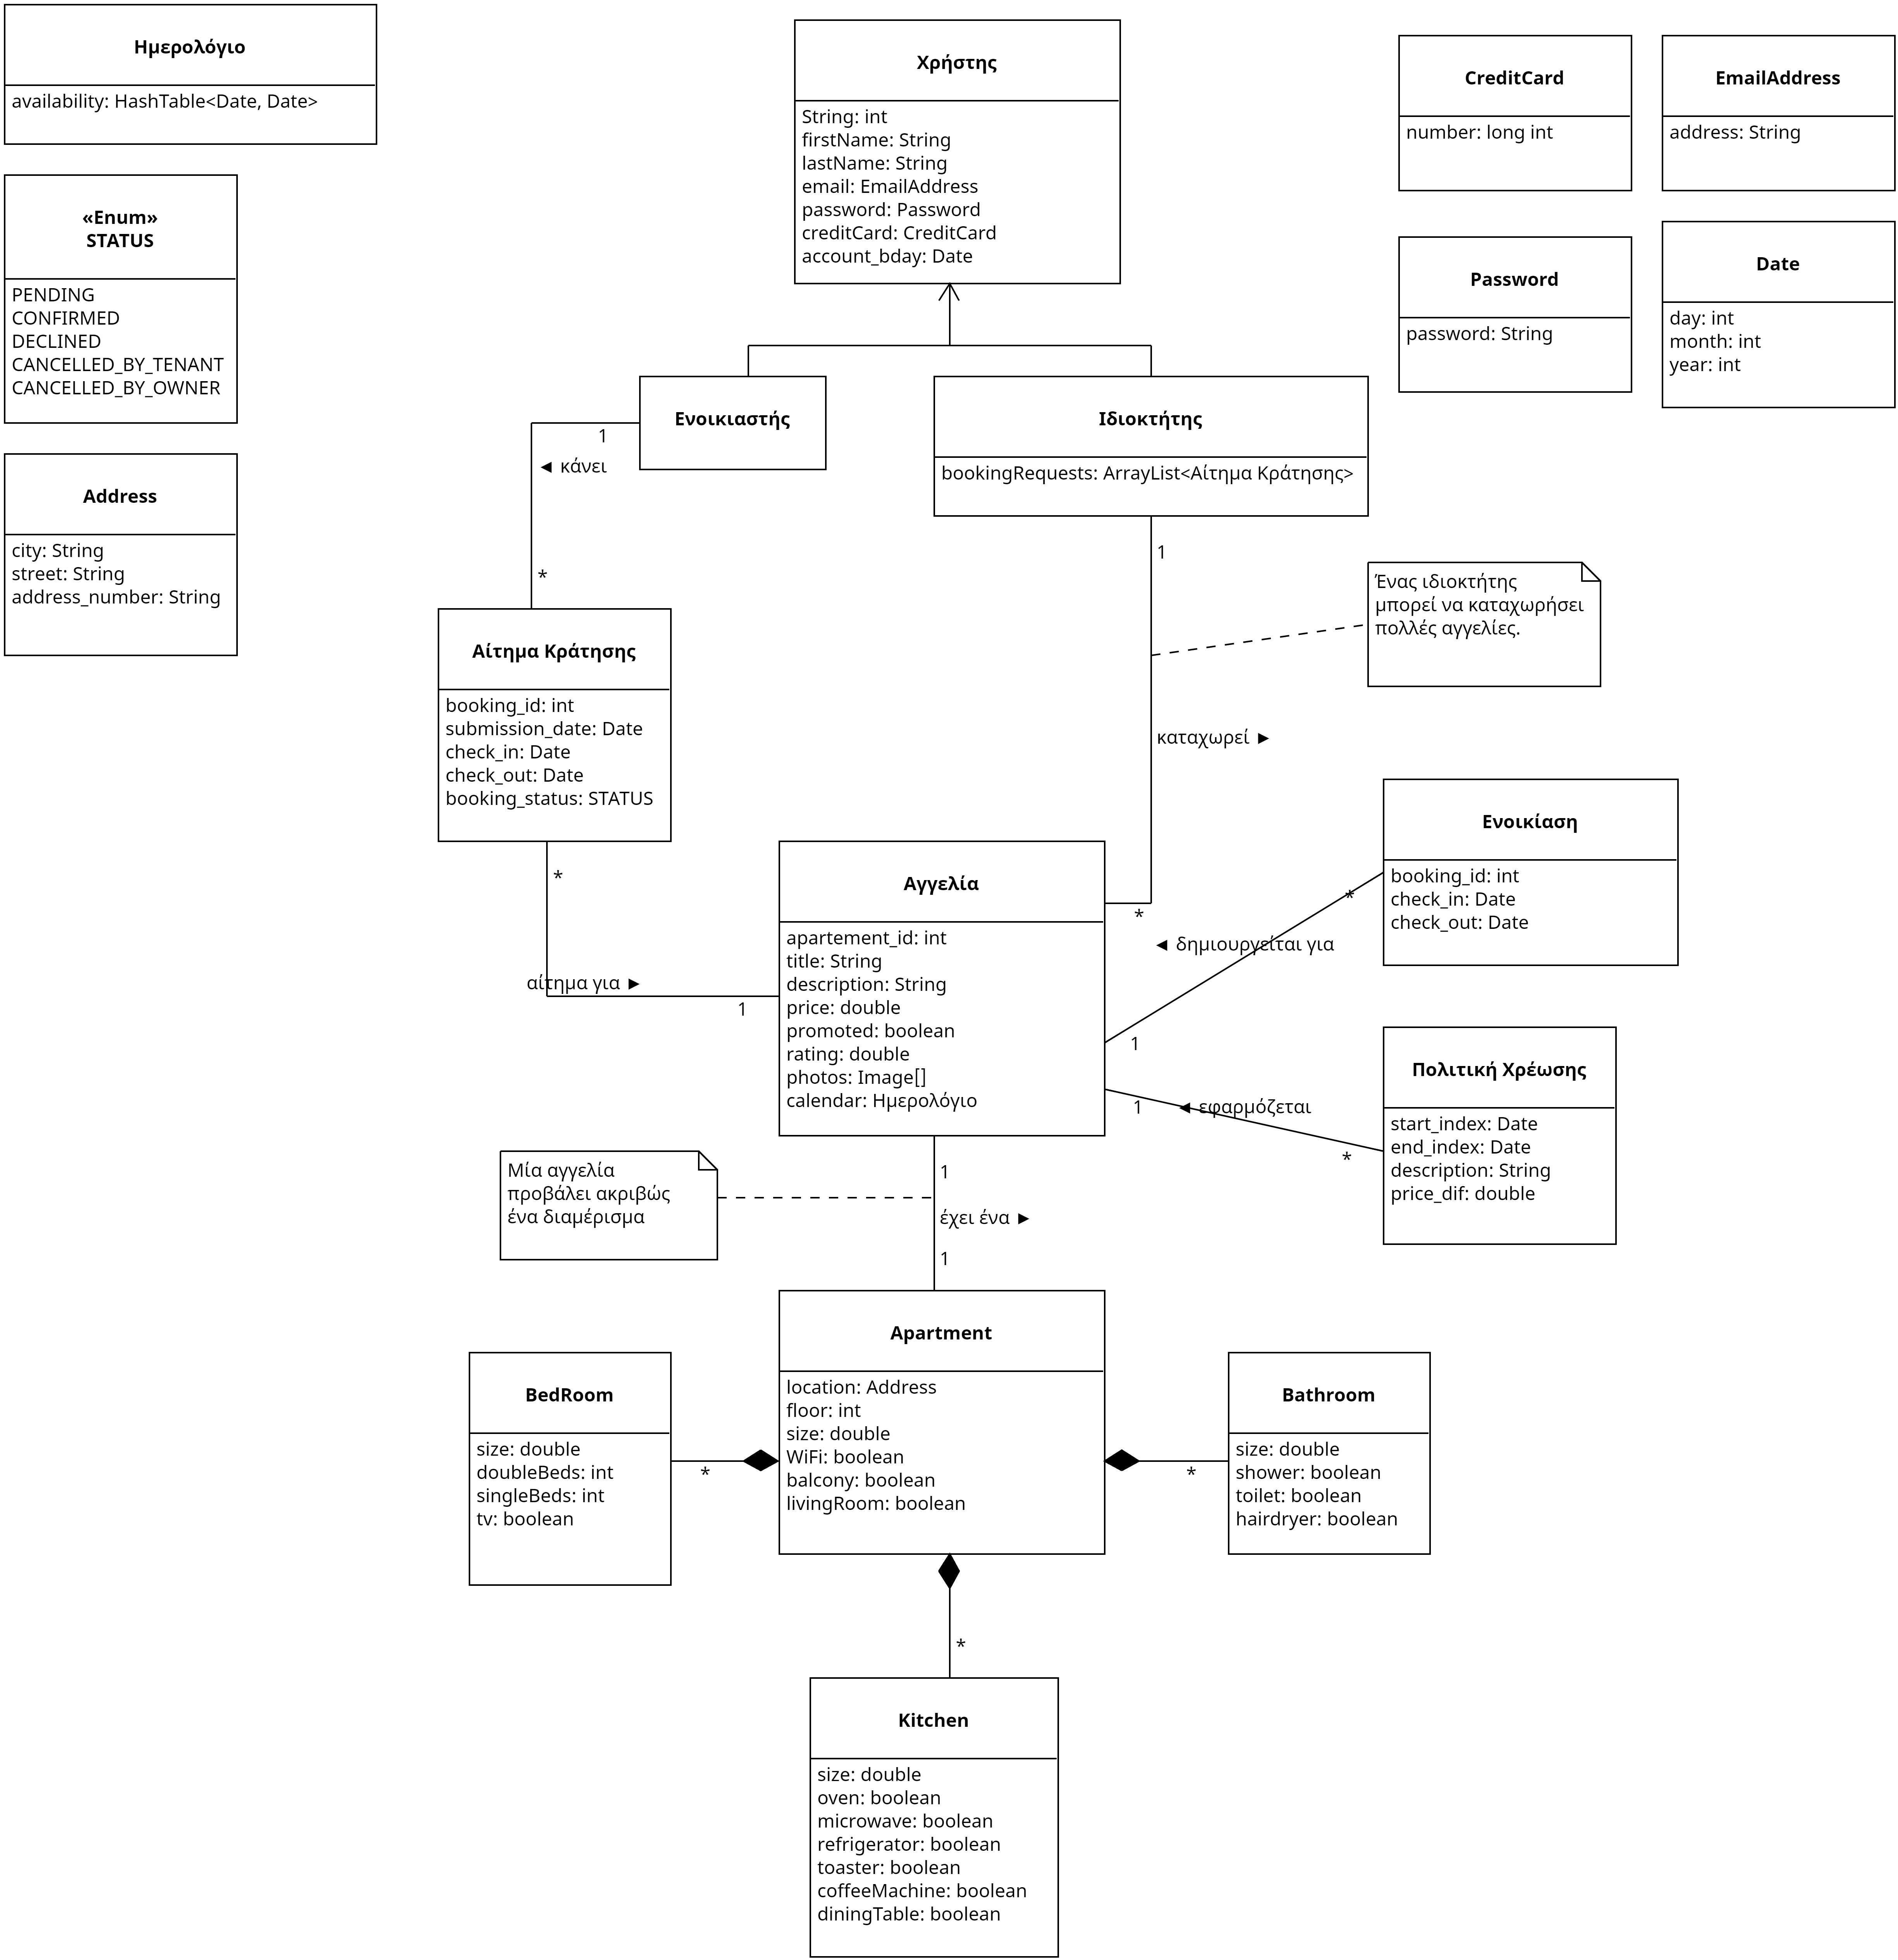 Ημερολόγιο
availability: HashTable<Date, Date>
«Enum»
STATUS
PENDING
CONFIRMED
DECLINED
CANCELLED_BY_TENANT
CANCELLED_BY_OWNER
Address
city: String
street: String
address_number: String
Χρήστης
String: int
firstName: String
lastName: String
email: EmailAddress
password: Password
creditCard: CreditCard
account_bday: Date
CreditCard
number: long int
EmailAddress
address: String
Password
password: String
Date
day: int
month: int
year: int
Ενοικιαστής
1
◄ κάνει
*
Ιδιοκτήτης
bookingRequests: ArrayList<Αίτημα Κράτησης>
1
Ένας ιδιοκτήτης
μπορεί να καταχωρήσει
πολλές αγγελίες.
καταχωρεί ►
*
Αίτημα Κράτησης
booking_id: int
submission_date: Date
check_in: Date
check_out: Date
booking_status: STATUS
*
αίτημα για ►
1
Αγγελία
apartement_id: int
title: String
description: String
price: double
promoted: boolean
rating: double
photos: Image[]
calendar: Ημερολόγιο
Ενοικίαση
booking_id: int
check_in: Date
check_out: Date
*
◄ δημιουργείται για
1
Πολιτική Χρέωσης
start_index: Date
end_index: Date
description: String
price_dif: double
1
◄ εφαρμόζεται
*
Μία αγγελία
προβάλει ακριβώς
ένα διαμέρισμα
1
έχει ένα ►
1
Apartment
location: Address
floor: int
size: double
WiFi: boolean
balcony: boolean
livingRoom: boolean
BedRoom
size: double
doubleBeds: int
singleBeds: int
tv: boolean
*
Bathroom
size: double
shower: boolean
toilet: boolean
hairdryer: boolean
*
*
Kitchen
size: double
oven: boolean
microwave: boolean
refrigerator: boolean
toaster: boolean
coffeeMachine: boolean
diningTable: boolean